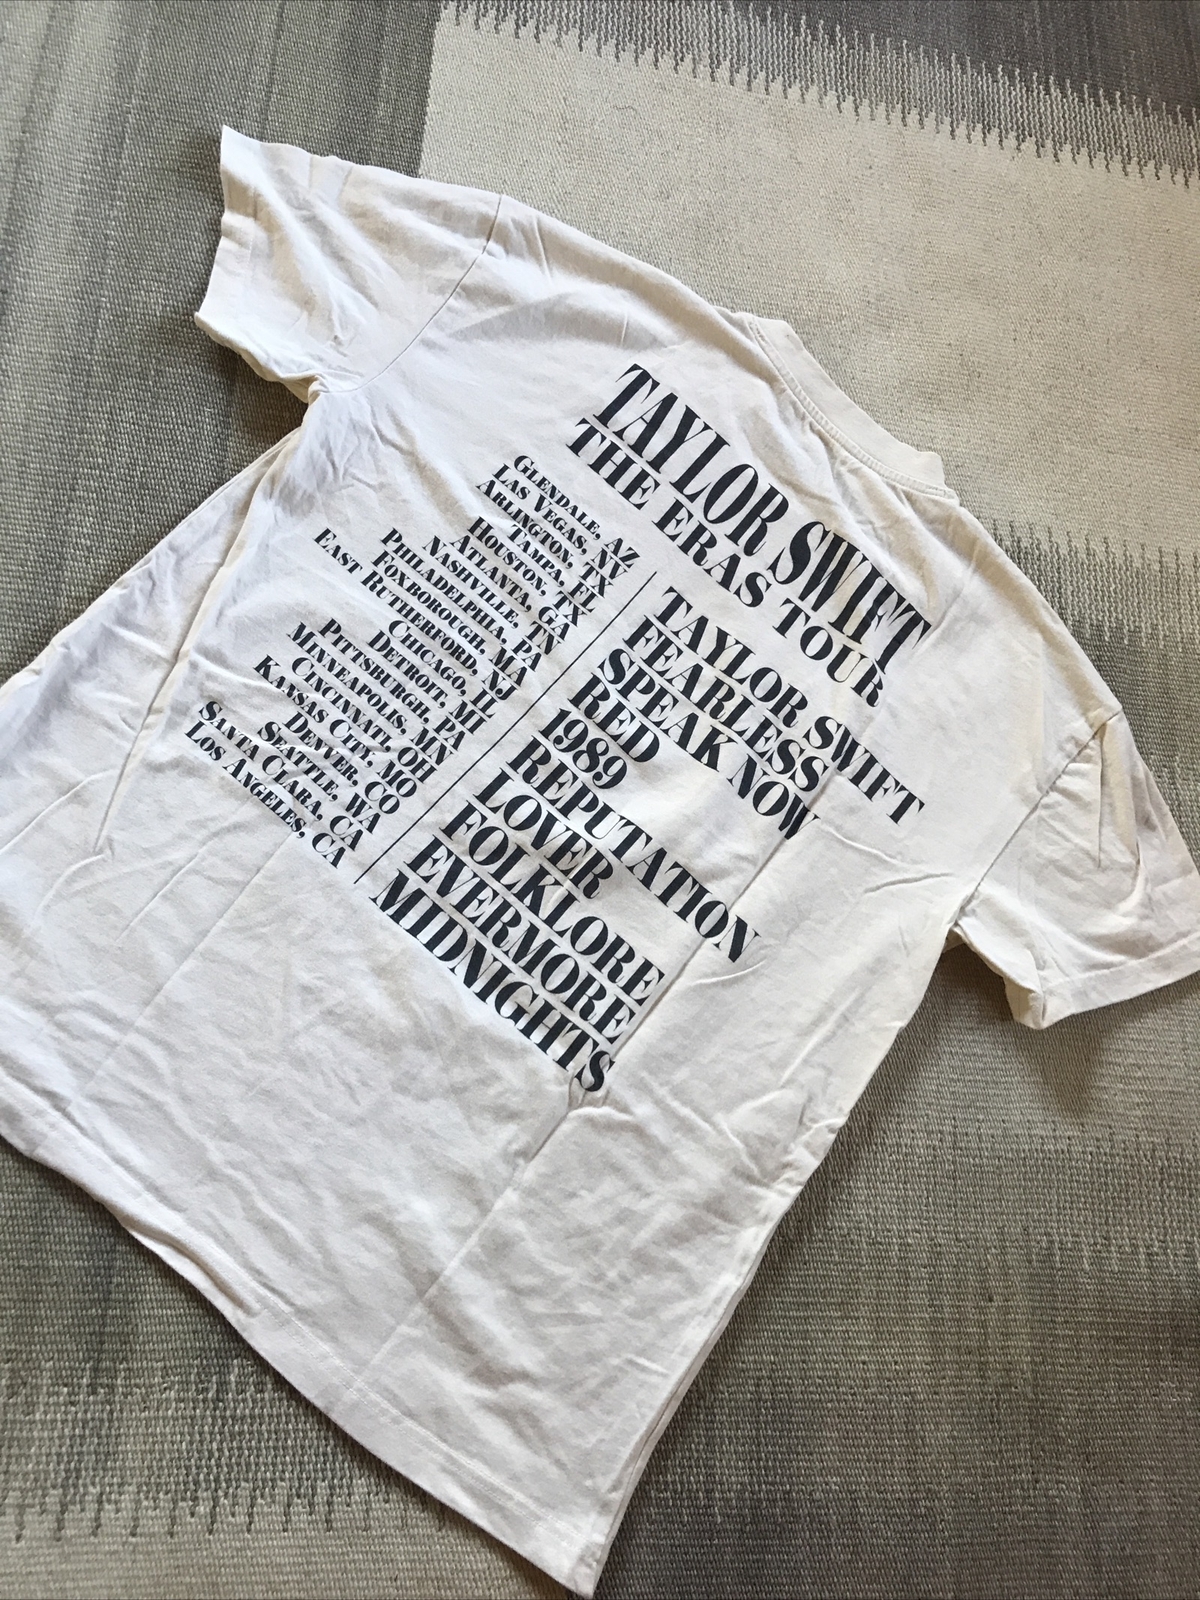 TAYLOR SWIFT
THE ERAS TOUR
GLENDALE, AZ
LAS VEGAS, NV
ARLINGTON, TX
TAMPA, FL
HOUSTON, TX
ATLANTA, GA
NASHVILLE, TN
PHILADELPHIA, PA
FOXBOROUGH, MA
EAST RUTHERFORD, NJ
CHICAGO, IL
DETROIT, MI
PITTSBURGH, PA
MINNEAPOLIS, MN
CINCINNATI, OH
KANSAS CITY, MO
DENVER, CO
SEATTLE, WA
SANTA CLARA, CA
LOS ANGELES, CA
TAYLOR SWIFT
FEARLESS
SPEAK NOW
RED
1989
REPUTATION
LOVER
FOLKLORE
EVERMORE
MIDNIGHTS